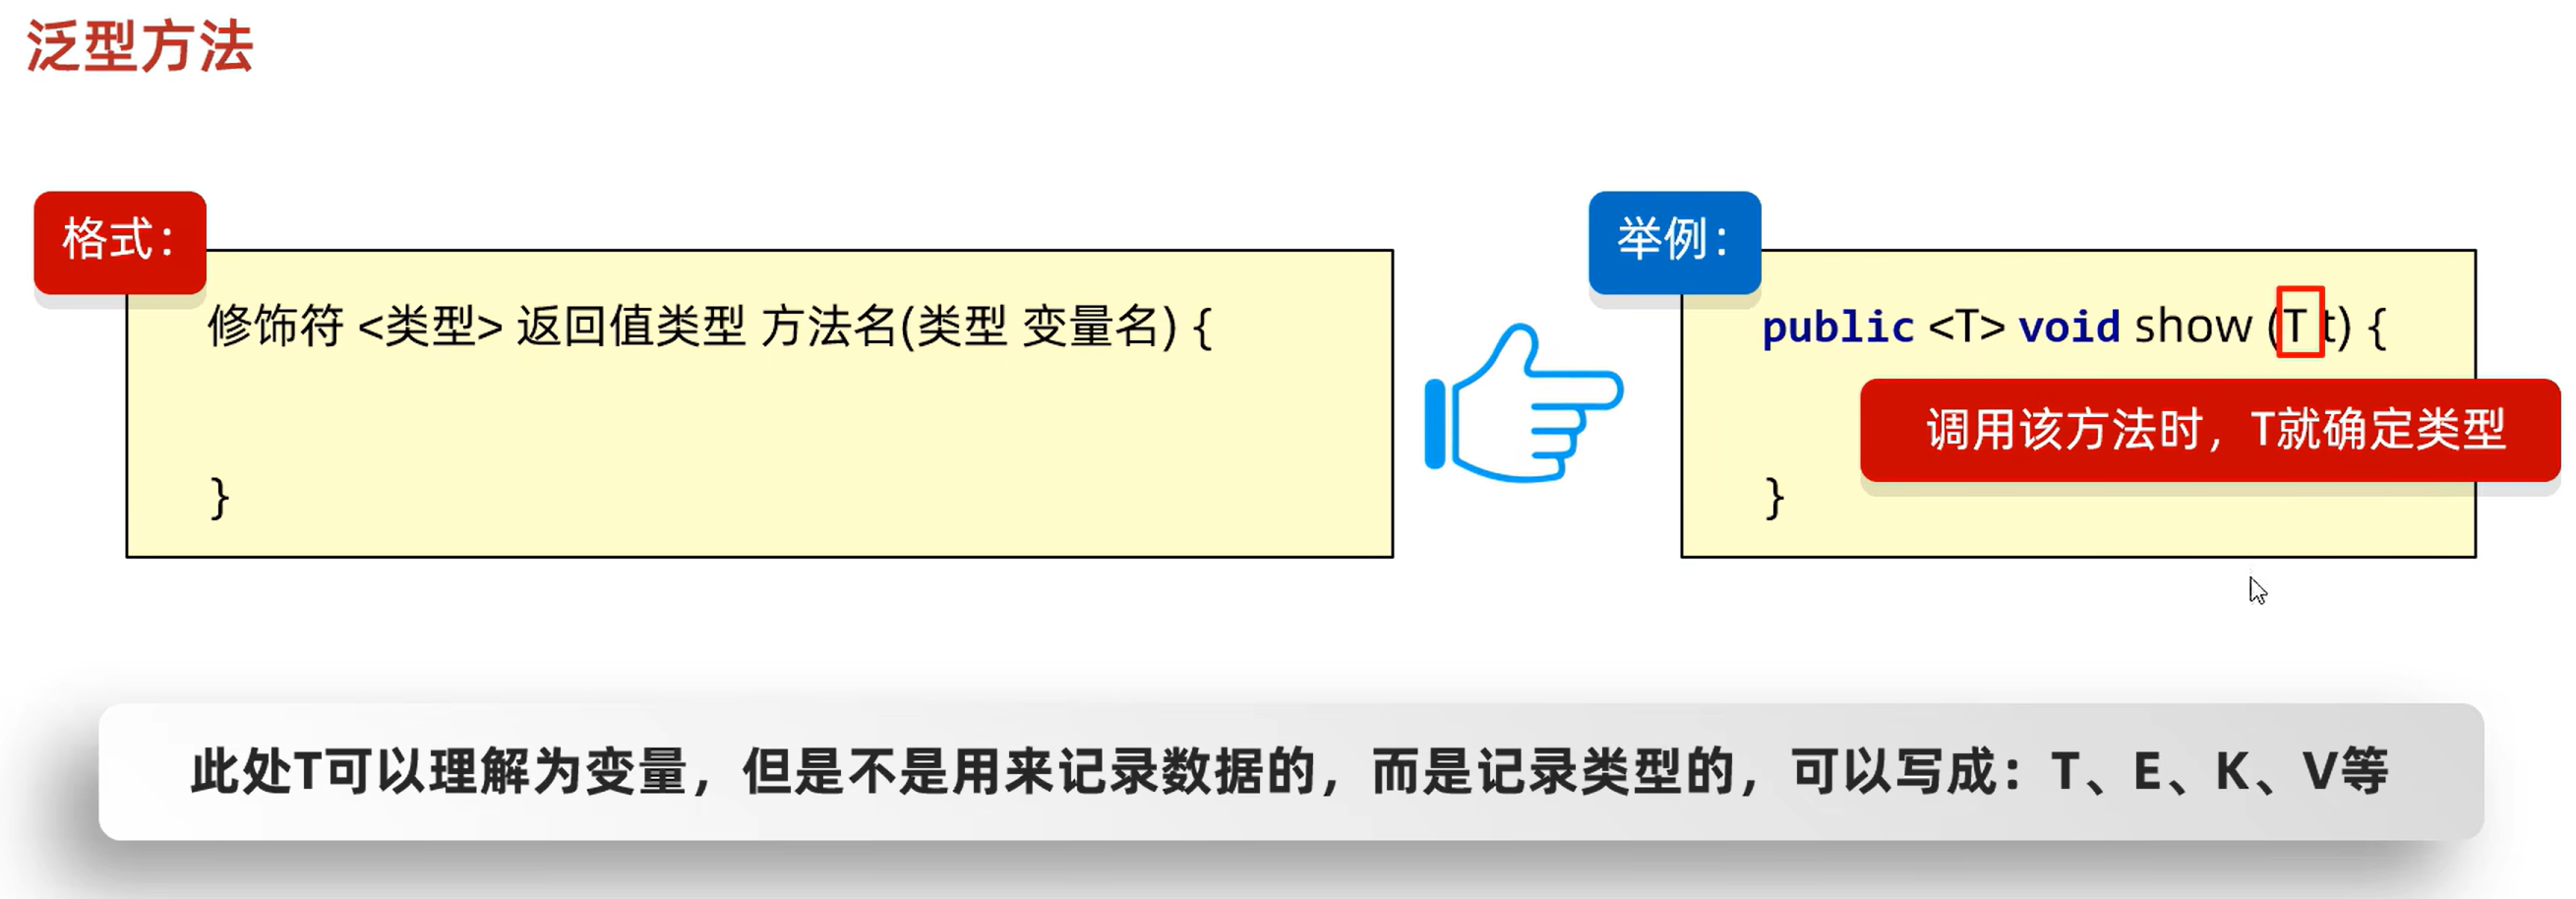 泛型方法
格式：
修饰符 <类型> 返回值类型 方法名(类型 变量名) {
}
举例：
public <T> void show (T t) {
调用该方法时，T就确定类型
}
此处T可以理解为变量，但是不是用来记录数据的，而是记录类型的，可以写成：T、E、K、V等